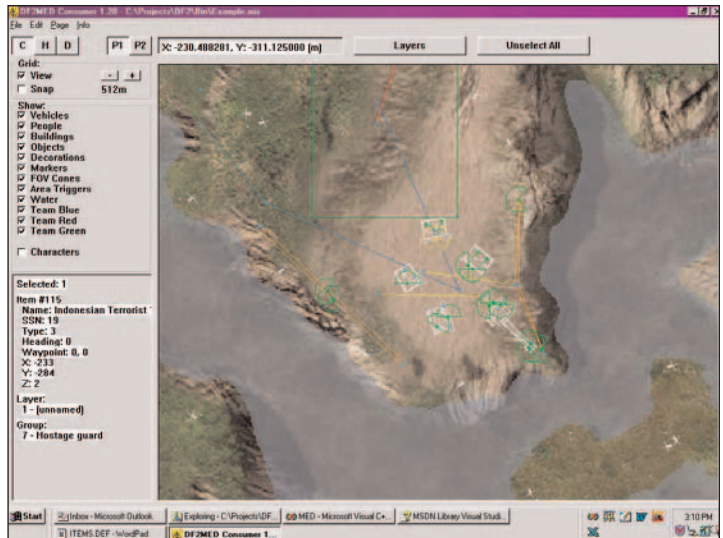 DF2MED Consumer 1.20 - C:\Projects\DF2\Bin\Example.mis
File Edit Page Info
C H D P1 P2 X: -230.488281, Y: -311.125000 (m) Layers Unselect All
Grid:
View - +
Snap 512m
Show:
Vehicles
People
Buildings
Objects
Decorations
Markers
FOV Cones
Area Triggers
Water
Team Blue
Team Red
Team Green
Characters
Selected: 1
Item #115
Name: Indonesian Terrorist
SSN: 19
Type: 3
Heading: 0
Waypoint: 0, 0
X: -233
Y: -284
Z: 2
Layer:
1 - (unnamed)
Group:
7 - Hostage guard
Start Inbox - Microsoft Outlook Exploring - C:\Projects\DF... MED - Microsoft Visual C+... MSDN Library Visual Studi... 3:10 PM
ITEMS.DEF - WordPad DF2MED Consumer 1...